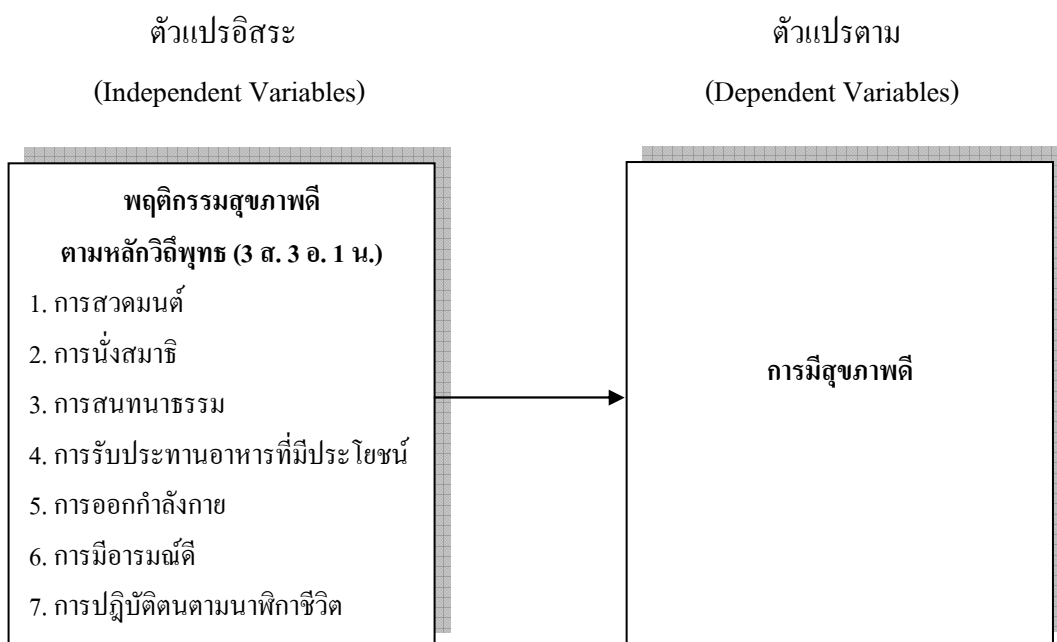 ตัวแปรอิสระ
(Independent Variables)
พฤติกรรมสุขภาพดี
ตามหลักวิถีพุทธ (3 ส. 3 อ. 1 น.)
1. การสวดมนต์
2. การนั่งสมาธิ
3. การสนทนาธรรม
4. การรับประทานอาหารที่มีประโยชน์
5. การออกกำลังกาย
6. การมีอารมณ์ดี
7. การปฎิบัติตนตามนาฬิกาชีวิต
ตัวแปรตาม
(Dependent Variables)
การมีสุขภาพดี